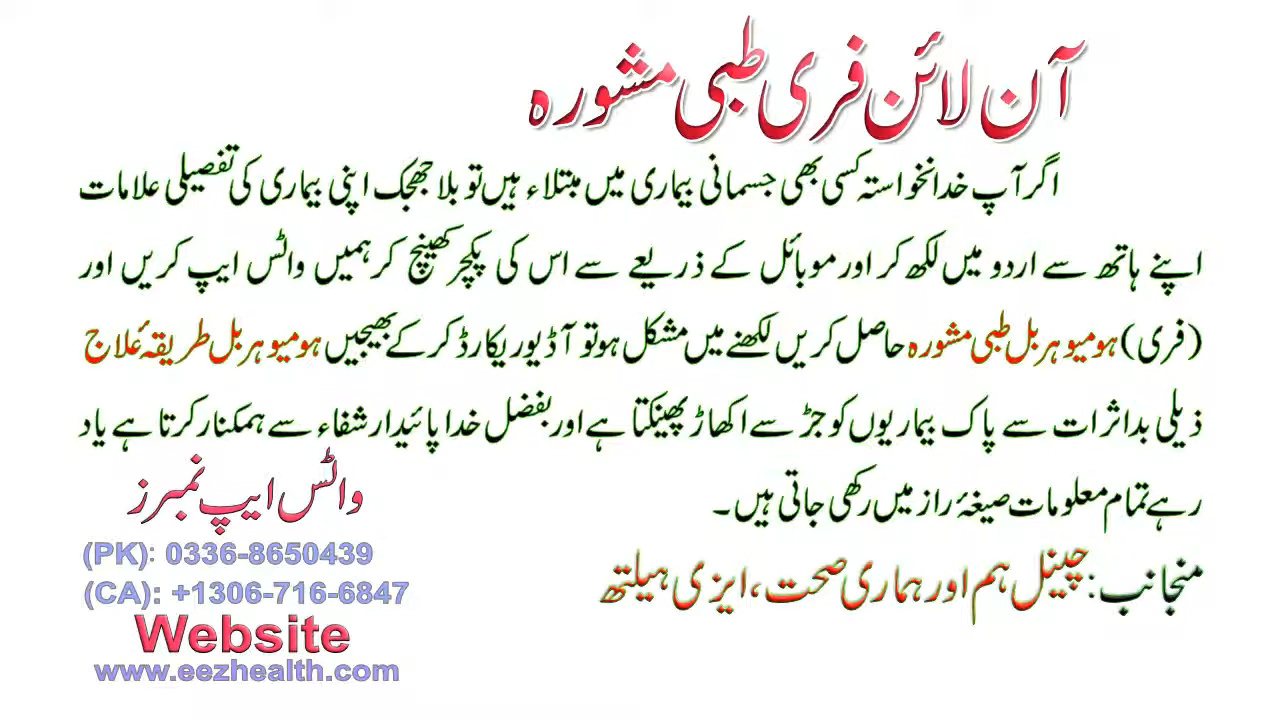 آن لائن فری طبی مشورہ
اگر آپ خدانخواستہ کسی بھی جسمانی بیماری میں مبتلاء ہیں تو بلا جھجک اپنی بیماری کی تفصیلی علامات
اپنے ہاتھ سے اردو میں لکھ کر اور موبائل کے ذریعے سے اس کی پکچر کھینچ کر ہمیں واٹس ایپ کریں اور
(فری) ہومیو ہربل طبی مشورہ حاصل کریں لکھنے میں مشکل ہو تو آڈیو ریکارڈ کر کے بھیجیں ہومیو ہربل طریقۂ علاج
ذیلی بداثرات سے پاک بیماریوں کو جڑ سے اکھاڑ پھینکتا ہے اور بفضل خدا پائیدار شفاء سے ہمکنار کرتا ہے یاد
رہے تمام معلومات صیغۂ راز میں رکھی جاتی ہیں۔
منجانب: چینل ہم اور ہماری صحت، ایزی ہیلتھ
واٹس ایپ نمبرز
(PK): 0336-8650439
(CA): +1306-716-6847
Website
www.eezhealth.com